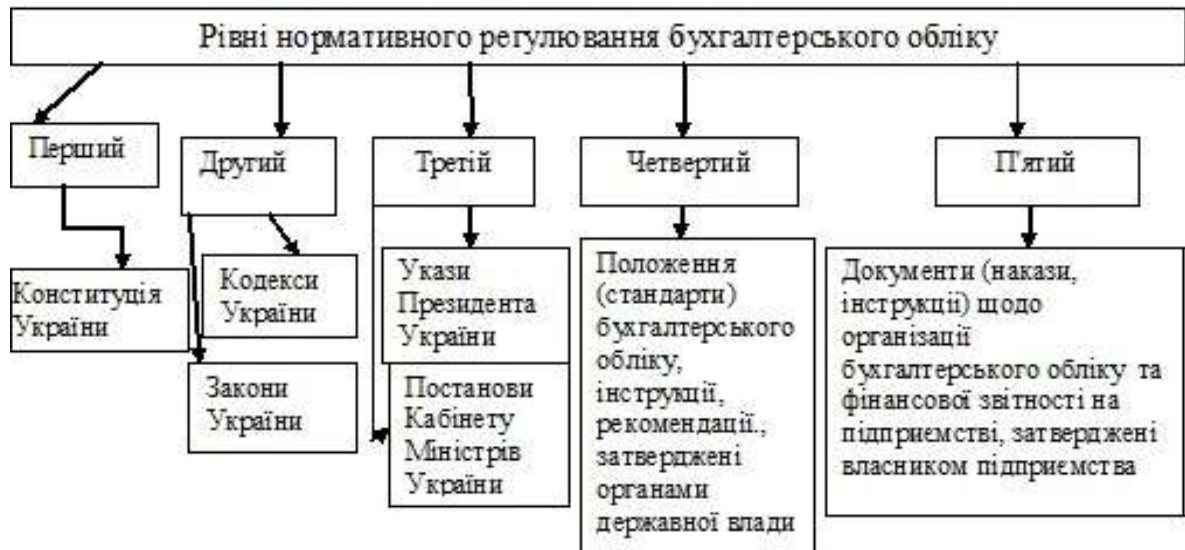 Рівні нормативного регулювання бухгалтерського обліку
Перший
Другий
Третій
Четвертий
П'ятий
Конституція
України
Кодекси
України
Закони
України
Укази
Президента
України
Постанови
Кабінету
Міністрів
України
Положення
(стандарти)
бухгалтерського
обліку,
інструкції,
рекомендації.,
затверджені
органами
державної влади
Документи (накази,
інструкції) щодо
організації
бухгалтерського обліку та
фінансової звітності на
підприємстві, затверджені
власником підприємства